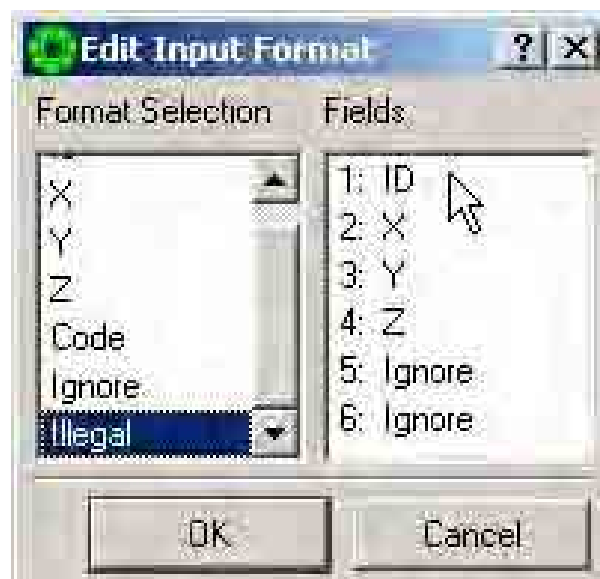 Edit Input Format
Format Selection
X
Y
Z
Code
Ignore
Illegal
Fields
1: ID
2: X
3: Y
4: Z
5: Ignore
6: Ignore
OK
Cancel